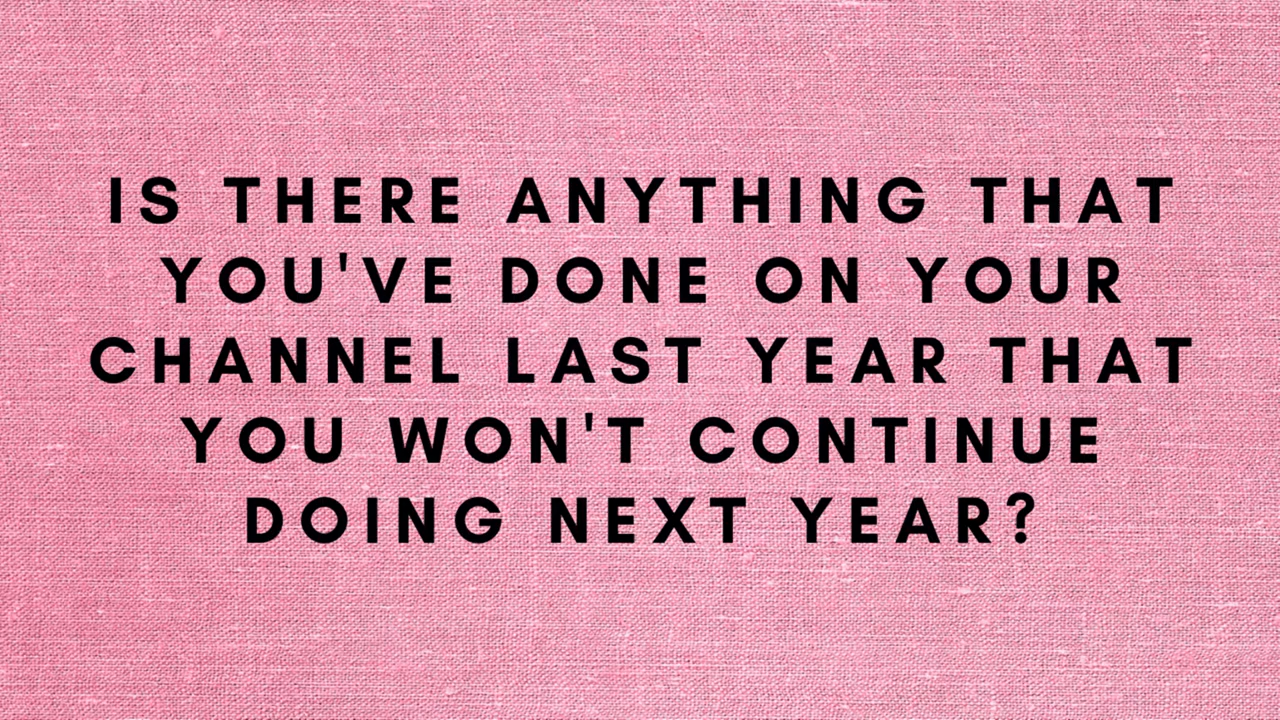 IS THERE ANYTHING THAT
YOU'VE DONE ON YOUR
CHANNEL LAST YEAR THAT
YOU WON'T CONTINUE
DOING NEXT YEAR?